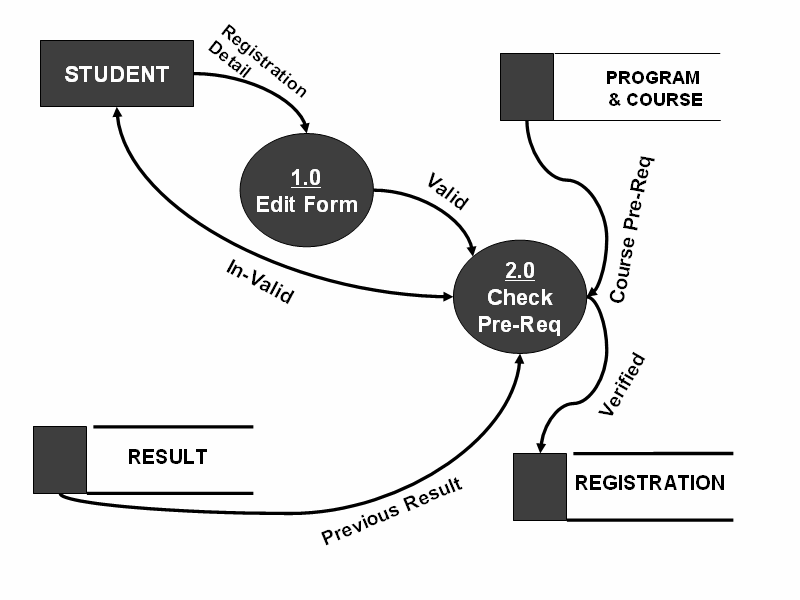 STUDENT
Registration
Detail
PROGRAM
& COURSE
1.0
Edit Form
Valid
Course Pre-Req
In-Valid
2.0
Check
Pre-Req
Verified
RESULT
Previous Result
REGISTRATION